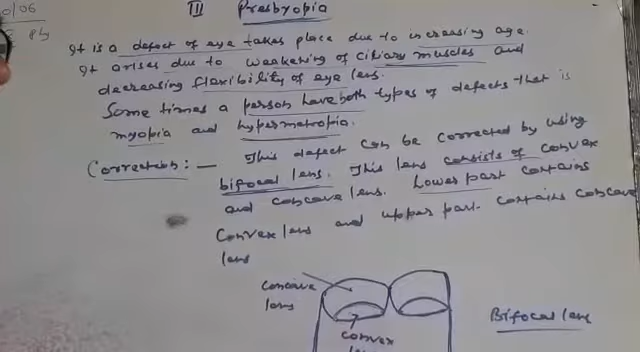 0/06
Phy
III Presbyopia
It is a defect of eye takes place due to increasing age.
It arises due to weakening of ciliary muscles and
decreasing flexibility of eye lens.
Some times a person have both types of defects that is
myopia and hypermetropia.
Correction: — This defect can be corrected by using
bifocal lens. This lens consists of convex
and concave lens. Lower part contains
convex lens and upper part contains concave
lens
concave
lens
convex
Bifocal lens